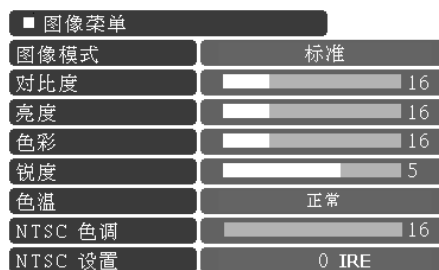 ■ 图像菜单
图像模式 标准
对比度 16
亮度 16
色彩 16
锐度 5
色温 正常
NTSC 色调 16
NTSC 设置 0 IRE